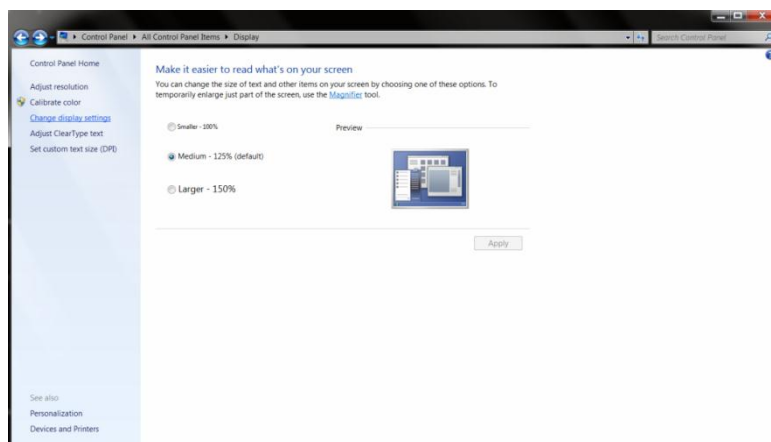 Control Panel ▸ All Control Panel Items ▸ Display
Search Control Panel
Control Panel Home
Adjust resolution
Calibrate color
Change display settings
Adjust ClearType text
Set custom text size (DPI)
Make it easier to read what's on your screen
You can change the size of text and other items on your screen by choosing one of these options. To
temporarily enlarge just part of the screen, use the Magnifier tool.
Smaller - 100%
Preview
Medium - 125% (default)
Larger - 150%
Apply
See also
Personalization
Devices and Printers